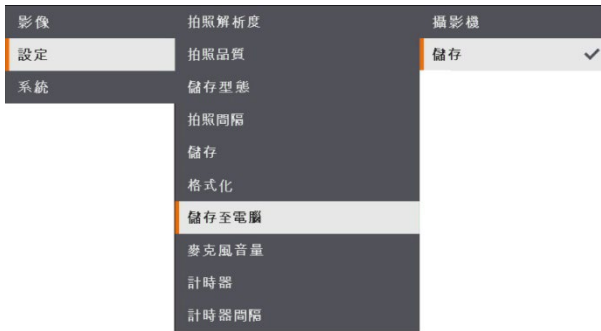 影像
設定
系統
拍照解析度
拍照品質
儲存型態
拍照間隔
儲存
格式化
儲存至電腦
麥克風音量
計時器
計時器間隔
攝影機
儲存